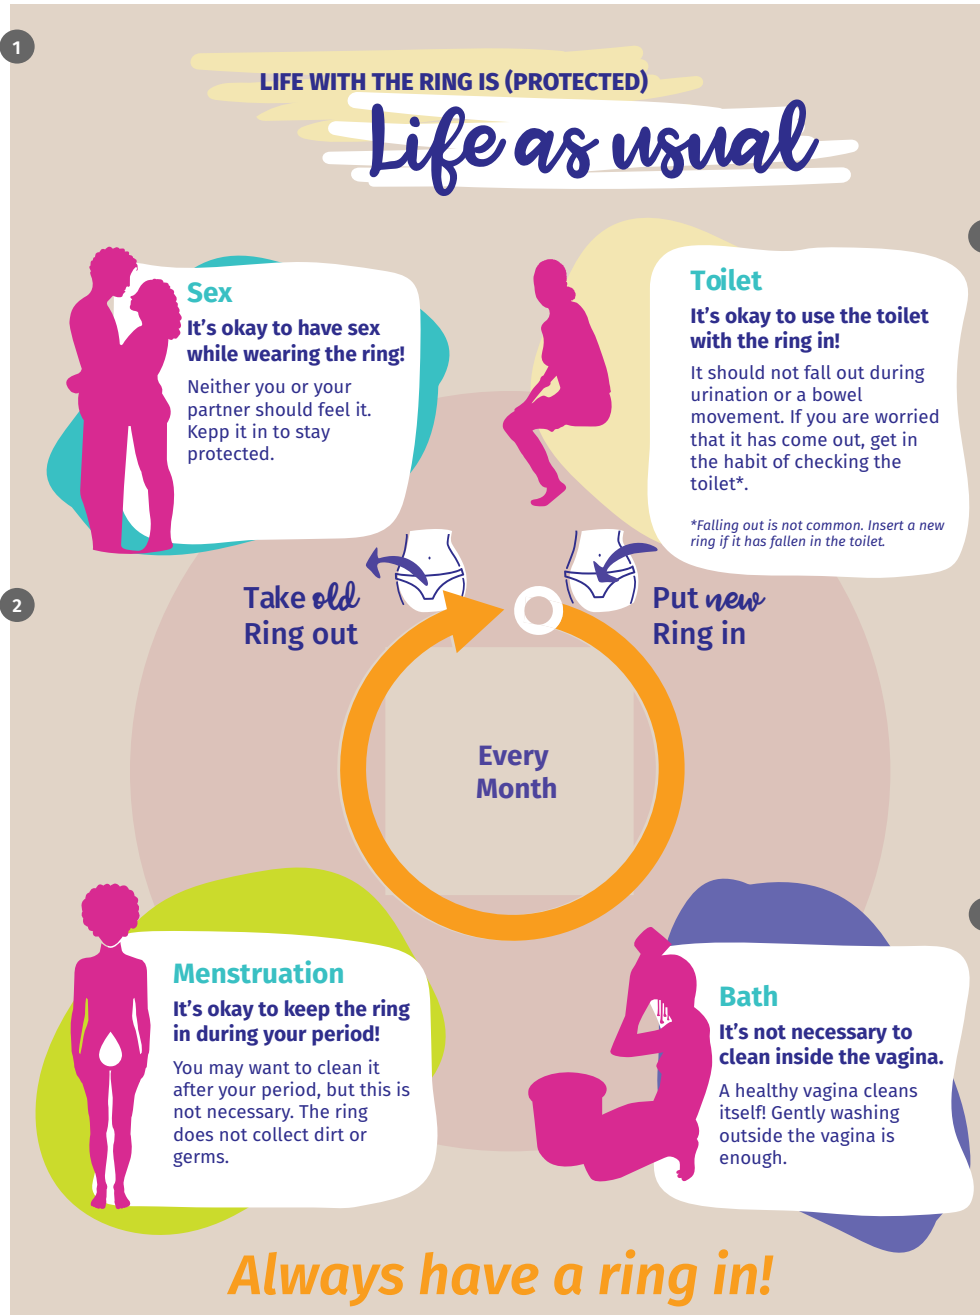 1
LIFE WITH THE RING IS (PROTECTED)
Life as usual
Sex
It's okay to have sex
while wearing the ring!
Neither you or your
partner should feel it.
Kepp it in to stay
protected.
Toilet
It's okay to use the toilet
with the ring in!
It should not fall out during
urination or a bowel
movement. If you are worried
that it has come out, get in
the habit of checking the
toilet*.
*Falling out is not common. Insert a new
ring if it has fallen in the toilet.
2
Take old
Ring out
Put new
Ring in
Every
Month
Menstruation
It's okay to keep the ring
in during your period!
You may want to clean it
after your period, but this is
not necessary. The ring
does not collect dirt or
germs.
Bath
It's not necessary to
clean inside the vagina.
A healthy vagina cleans
itself! Gently washing
outside the vagina is
enough.
Always have a ring in!